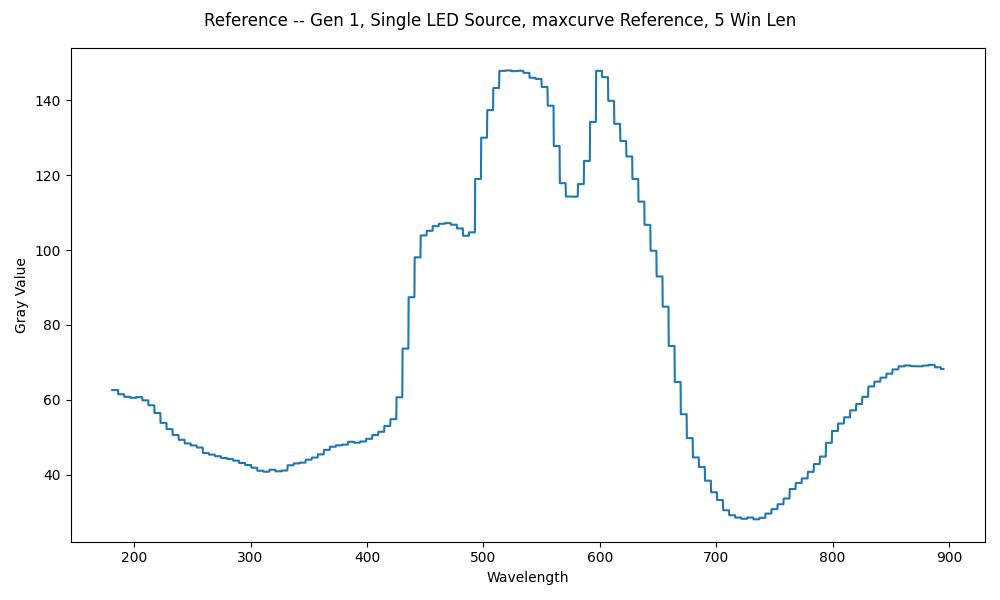 Reference -- Gen 1, Single LED Source, maxcurve Reference, 5 Win Len
140
120
100
80
60
40
Gray Value
200 300 400 500 600 700 800 900
Wavelength